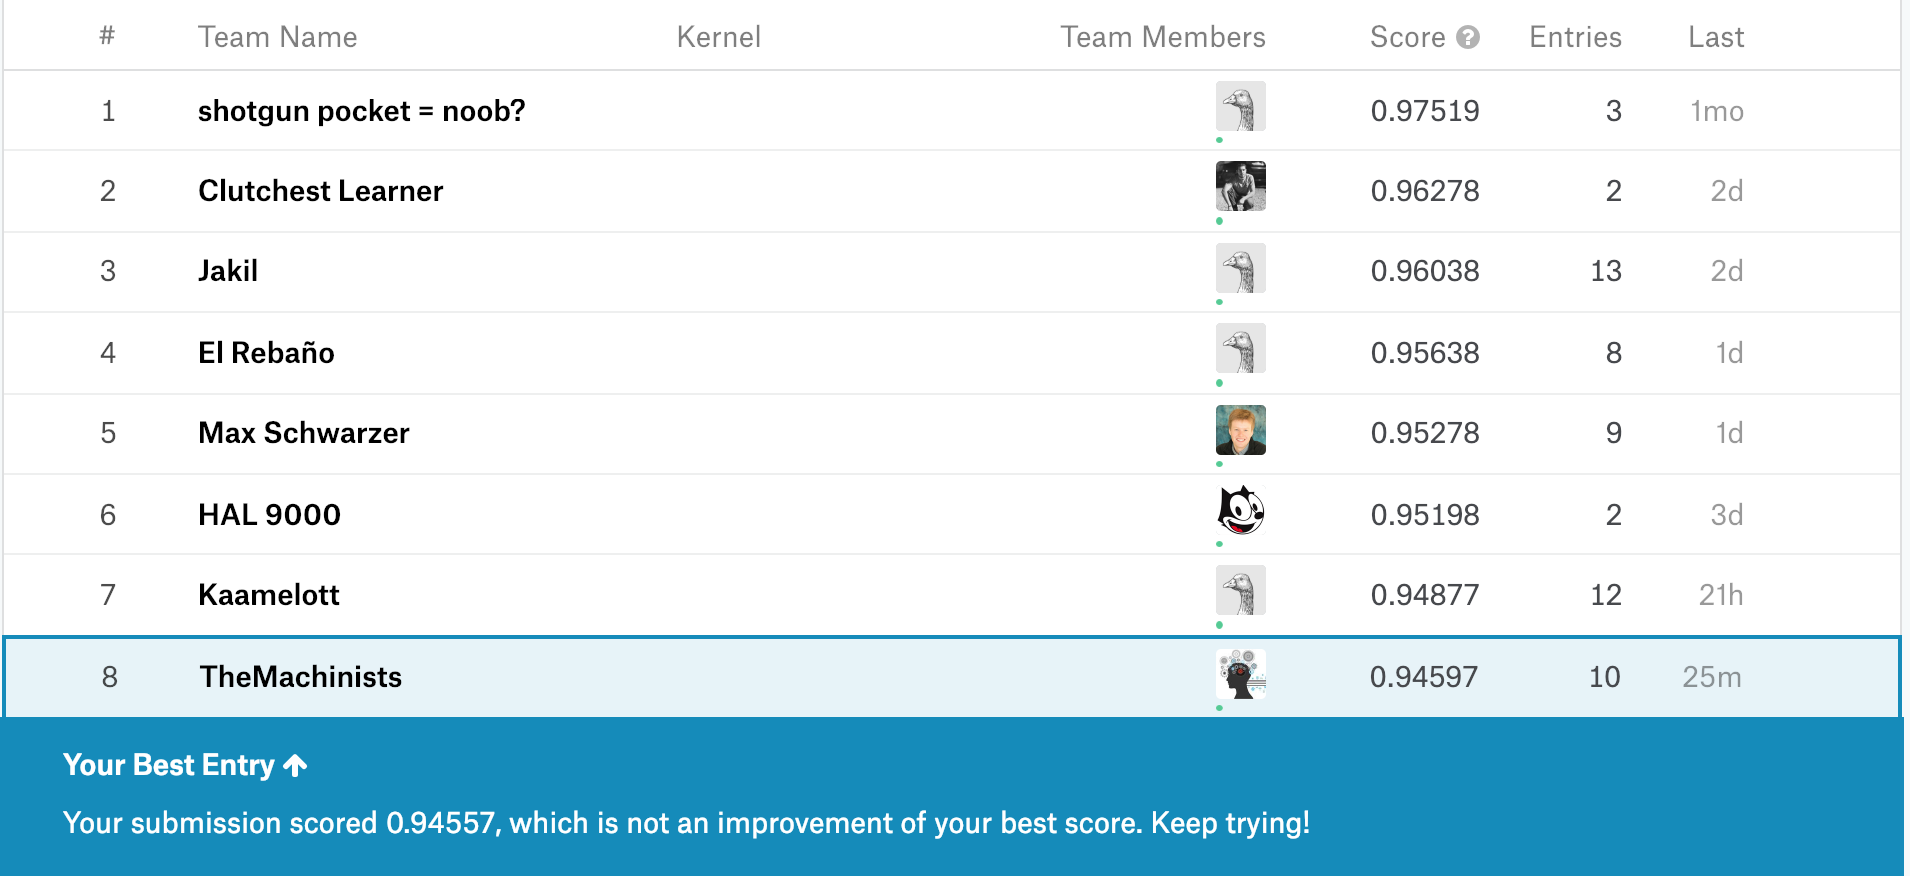 # Team Name Kernel Team Members Score ? Entries Last
1 shotgun pocket = noob? 0.97519 3 1mo
2 Clutchest Learner 0.96278 2 2d
3 Jakil 0.96038 13 2d
4 El Rebaño 0.95638 8 1d
5 Max Schwarzer 0.95278 9 1d
6 HAL 9000 0.95198 2 3d
7 Kaamelott 0.94877 12 21h
8 TheMachinists 0.94597 10 25m
Your Best Entry ↑
Your submission scored 0.94557, which is not an improvement of your best score. Keep trying!